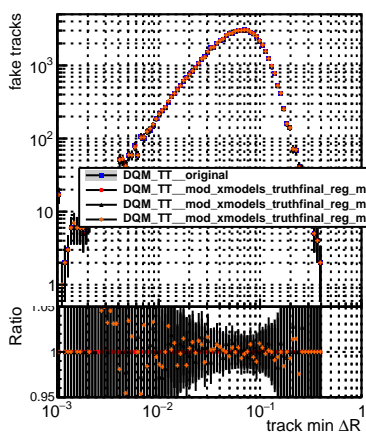 fake tracks
10³
10²
10
1
DQM_TT__original
DQM_TT__mod_xmodels_truthfinal_reg_m
DQM_TT__mod_xmodels_truthfinal_reg_m
DQM_TT__mod_xmodels_truthfinal_reg_m
Ratio
1.05
1
0.95
10⁻³ 10⁻² 10⁻¹ 1
track min ΔR